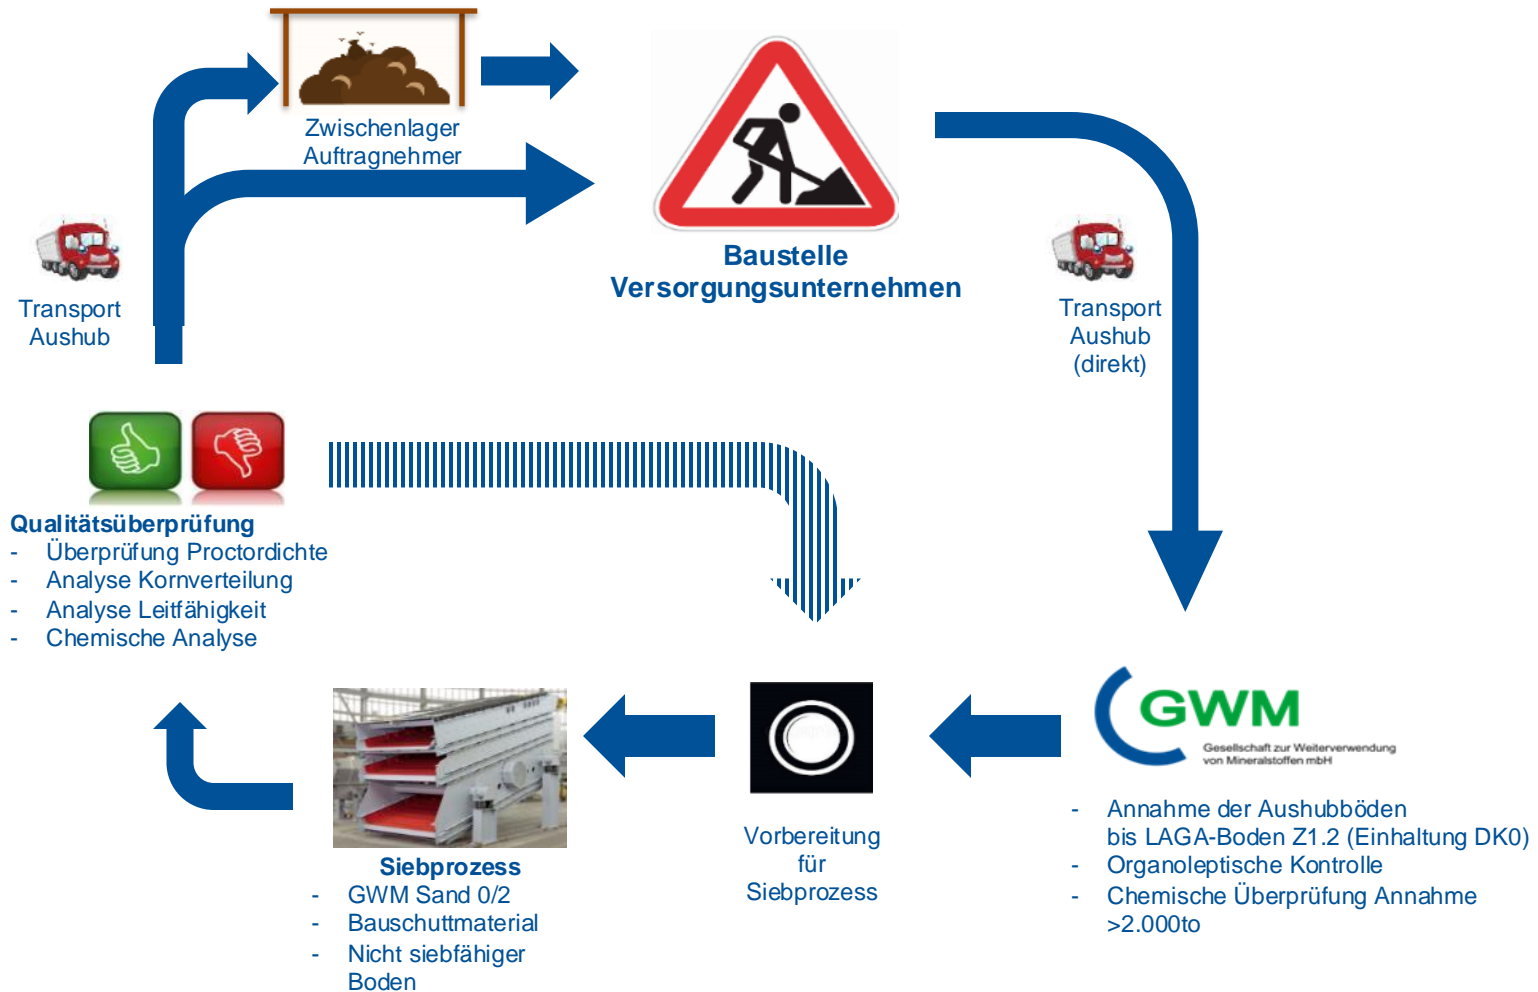 Zwischenlager
Auftragnehmer
Baustelle
Versorgungsunternehmen
Transport
Aushub
Transport
Aushub
(direkt)
Qualitätsüberprüfung
- Überprüfung Proctordichte
- Analyse Kornverteilung
- Analyse Leitfähigkeit
- Chemische Analyse
GWM
Gesellschaft zur Weiterverwendung
von Mineralstoffen mbH
- Annahme der Aushubböden
bis LAGA-Boden Z1.2 (Einhaltung DK0)
- Organoleptische Kontrolle
- Chemische Überprüfung Annahme
>2.000to
Vorbereitung
für
Siebprozess
Siebprozess
- GWM Sand 0/2
- Bauschuttmaterial
- Nicht siebfähiger
Boden